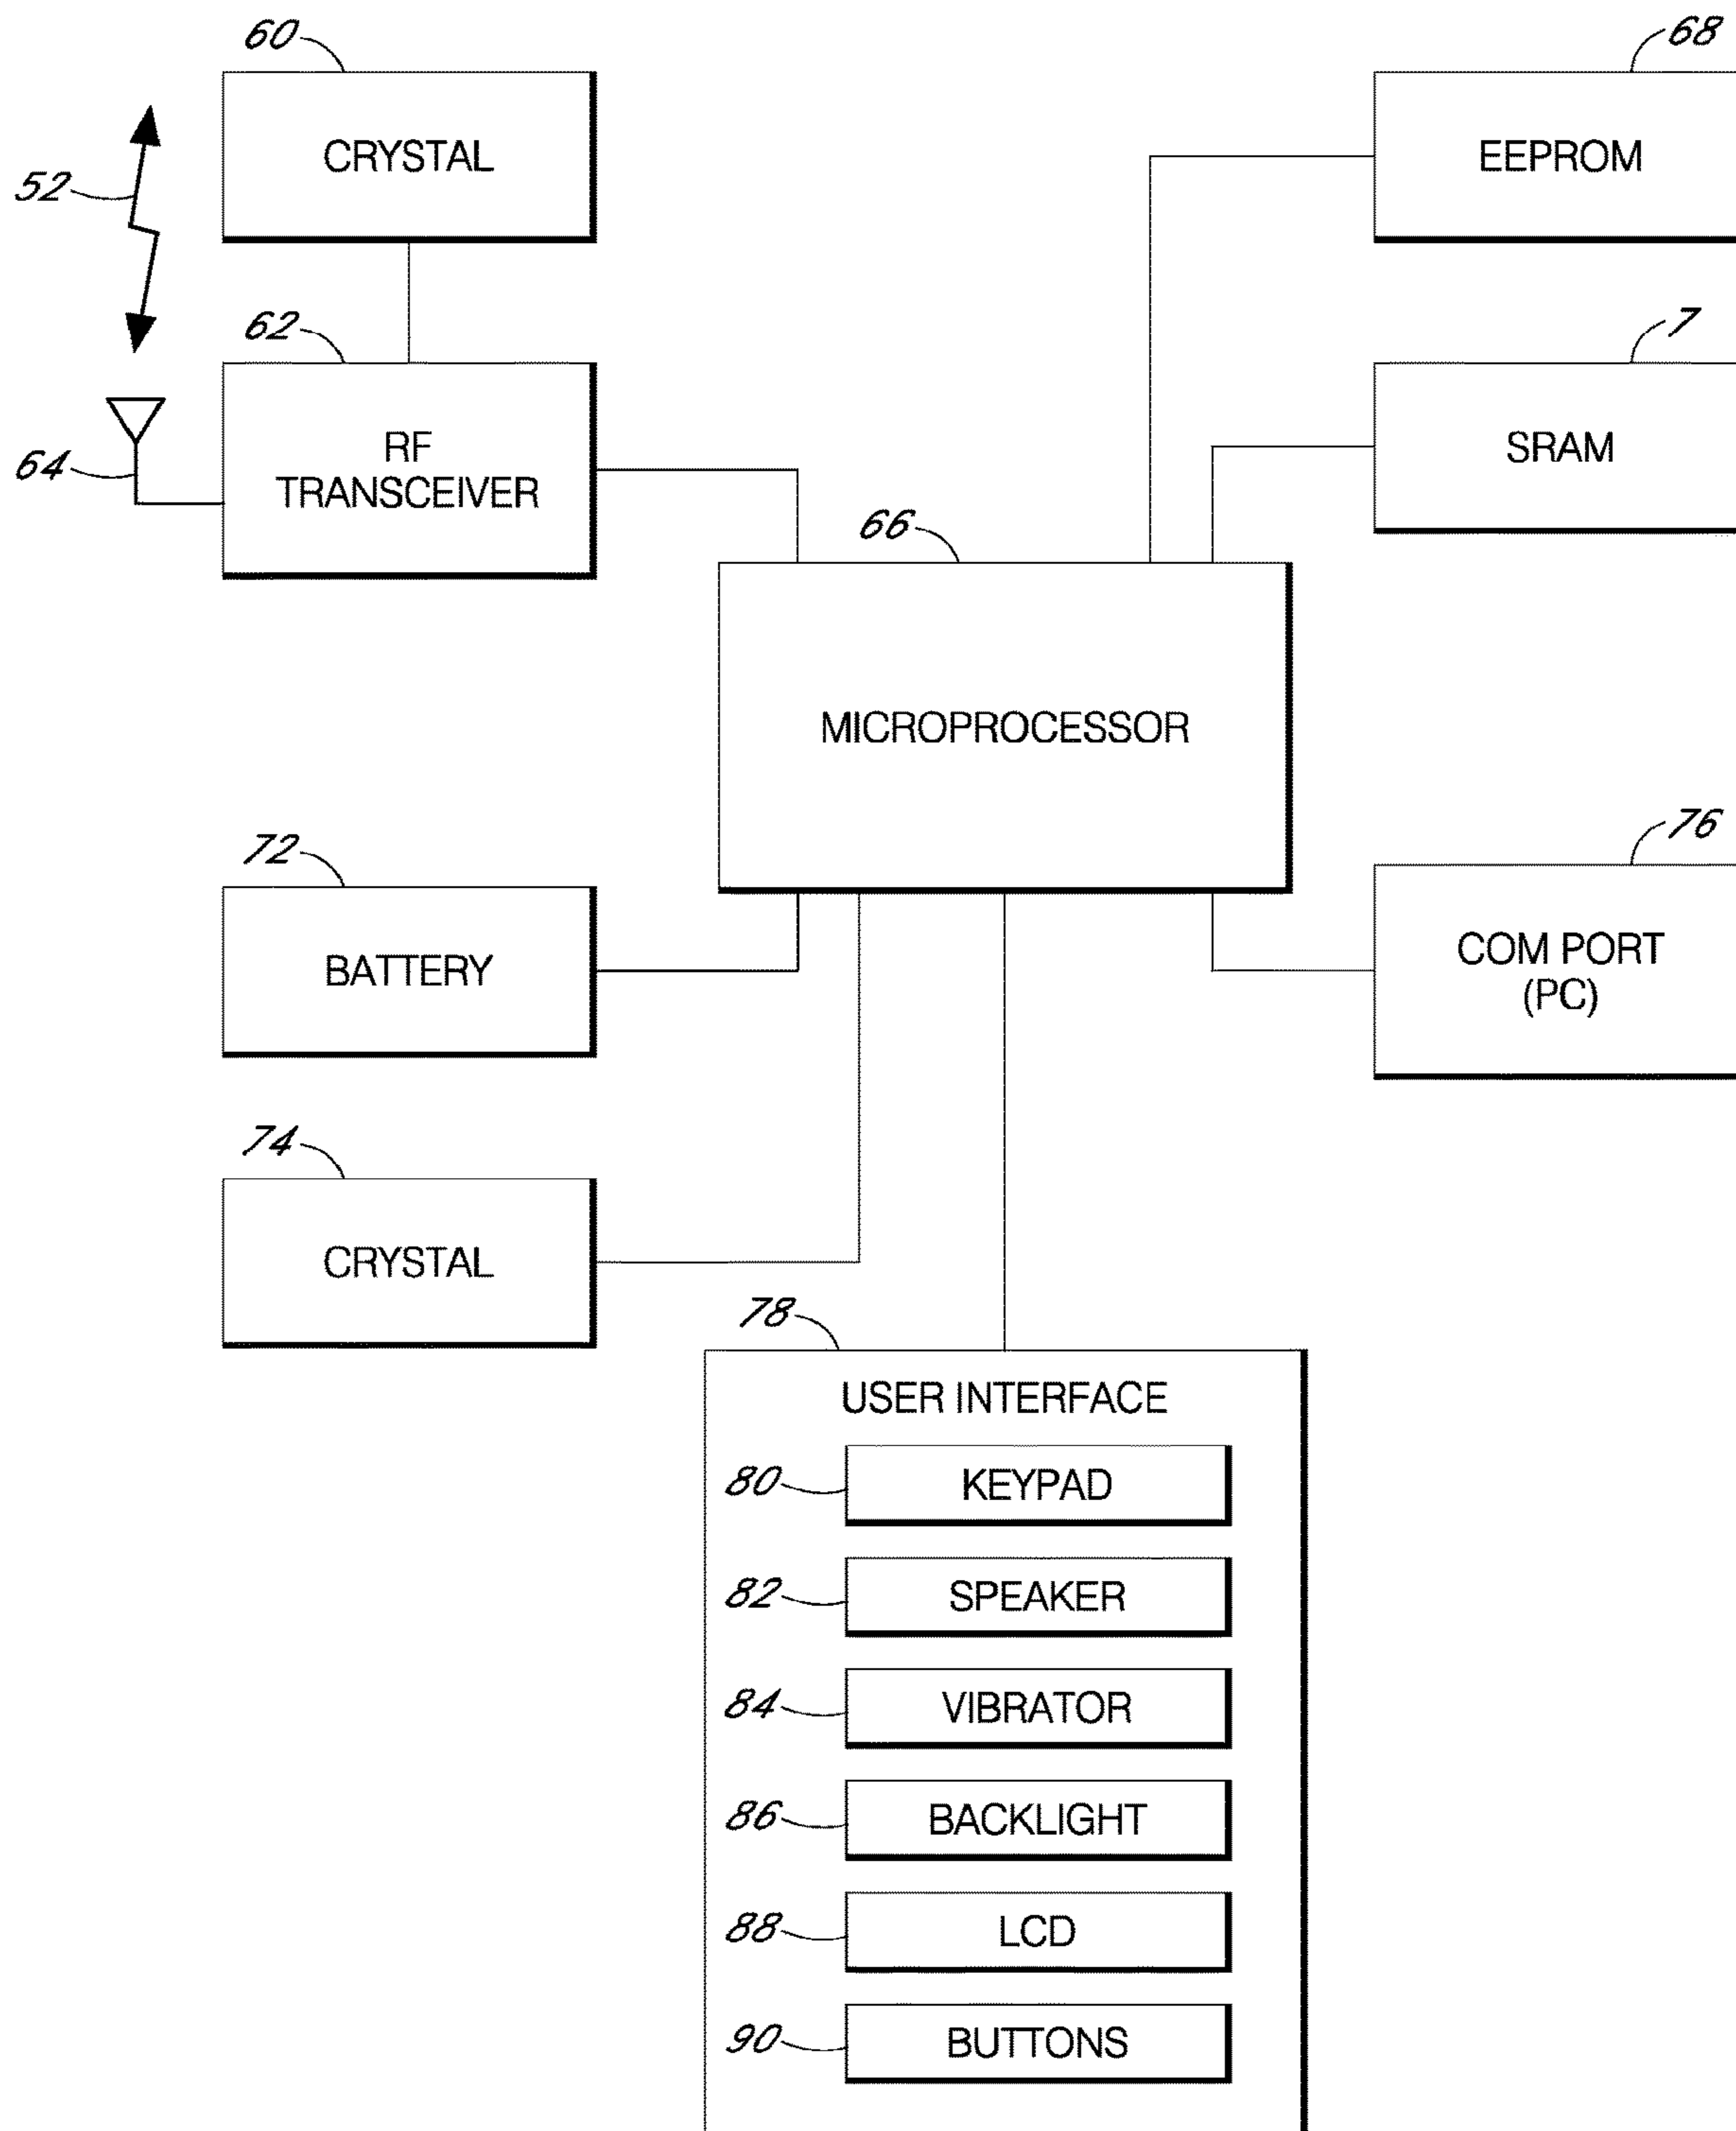 60
CRYSTAL
52
62
RF
TRANSCEIVER
64
68
EEPROM
7
SRAM
66
MICROPROCESSOR
72
BATTERY
76
COM PORT
(PC)
74
CRYSTAL
78
USER INTERFACE
80 KEYPAD
82 SPEAKER
84 VIBRATOR
86 BACKLIGHT
88 LCD
90 BUTTONS